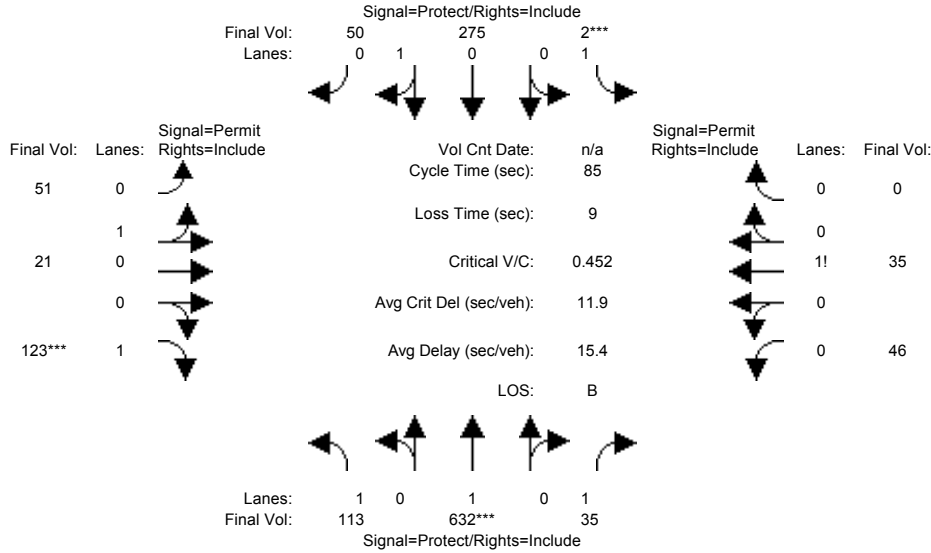 Signal=Protect/Rights=Include
Final Vol: 50 275 2***
Lanes: 0 1 0 0 1
Signal=Permit Signal=Permit
Final Vol: Lanes: Rights=Include Vol Cnt Date: n/a Rights=Include Lanes: Final Vol:
Cycle Time (sec): 85
51 0 0 0
Loss Time (sec): 9
1 0
21 0 Critical V/C: 0.452 1! 35
0 Avg Crit Del (sec/veh): 11.9 0
123*** 1 Avg Delay (sec/veh): 15.4 0 46
LOS: B
Lanes: 1 0 1 0 1
Final Vol: 113 632*** 35
Signal=Protect/Rights=Include